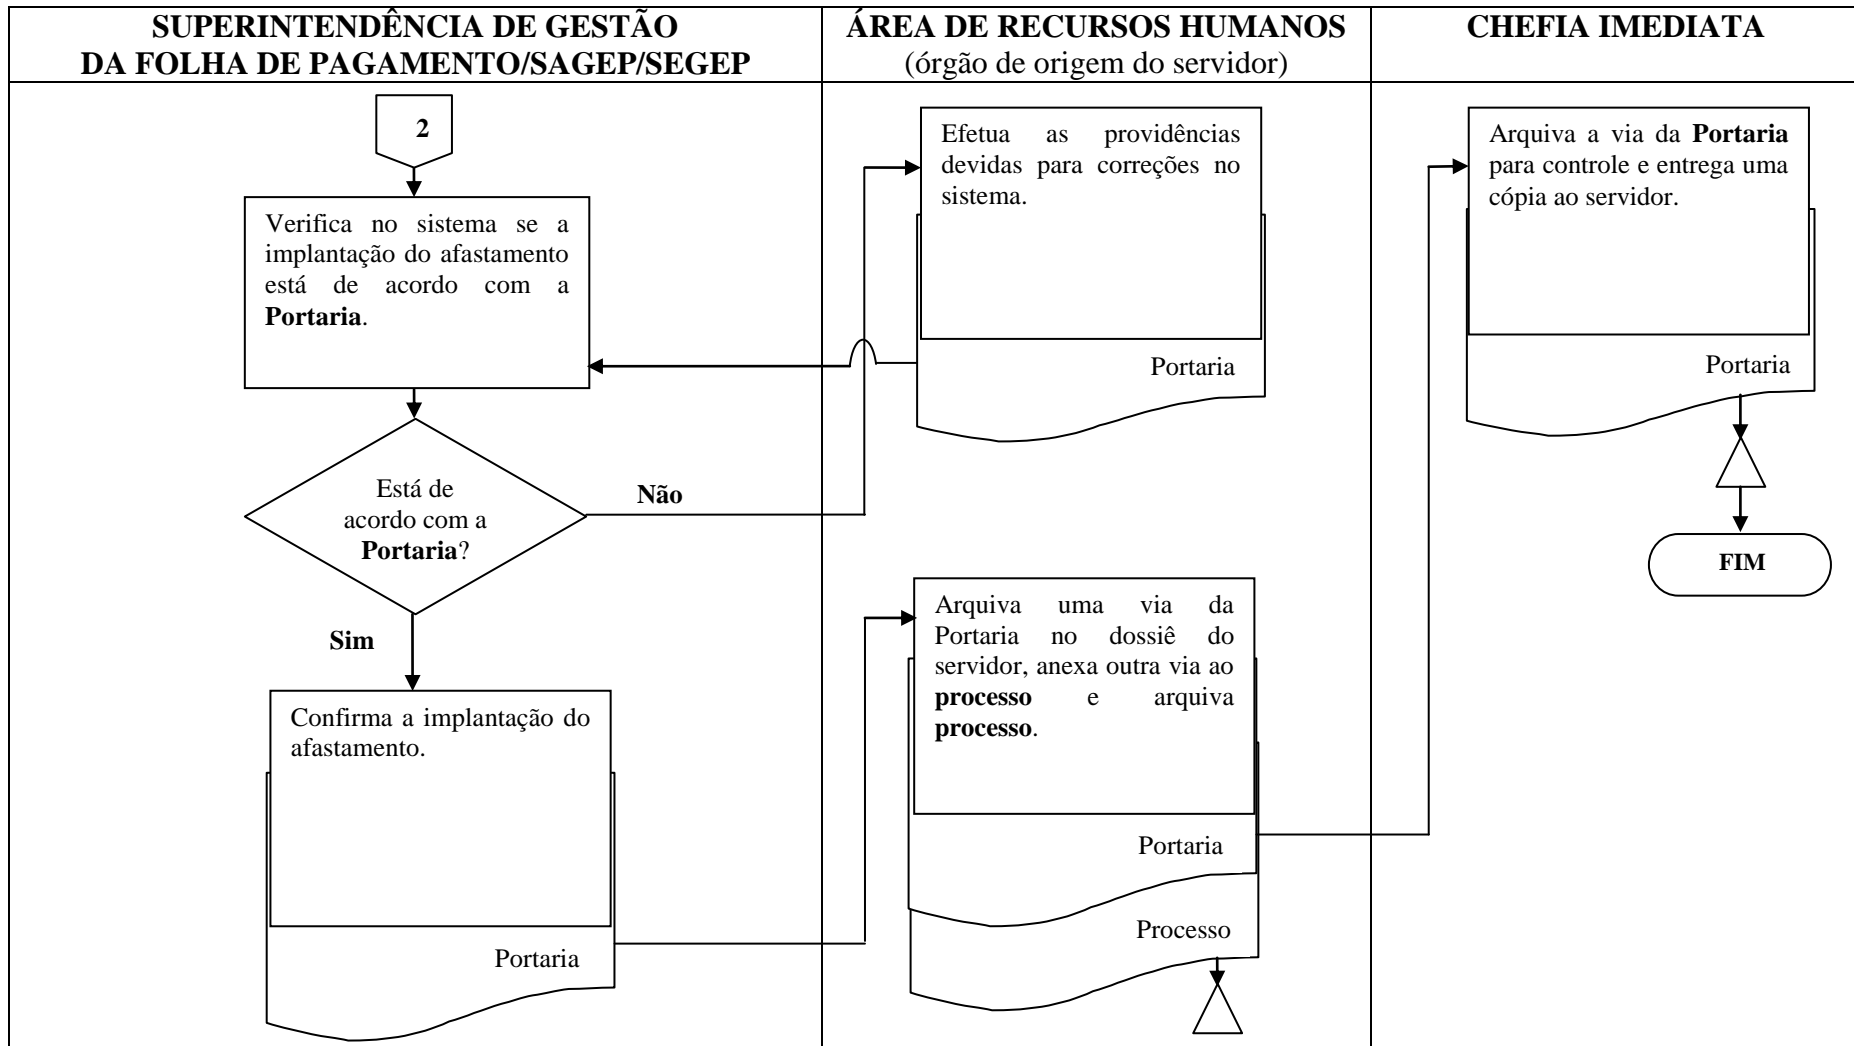 SUPERINTENDÊNCIA DE GESTÃO
DA FOLHA DE PAGAMENTO/SAGEP/SEGEP
ÁREA DE RECURSOS HUMANOS
(órgão de origem do servidor)
CHEFIA IMEDIATA
2
Verifica no sistema se a
implantação do afastamento
está de acordo com a
Portaria.
Está de
acordo com a
Portaria?
Não
Sim
Confirma a implantação do
afastamento.
Portaria
Efetua as providências
devidas para correções no
sistema.
Portaria
Arquiva uma via da
Portaria no dossiê do
servidor, anexa outra via ao
processo e arquiva
processo.
Portaria
Processo
Arquiva a via da Portaria
para controle e entrega uma
cópia ao servidor.
Portaria
FIM